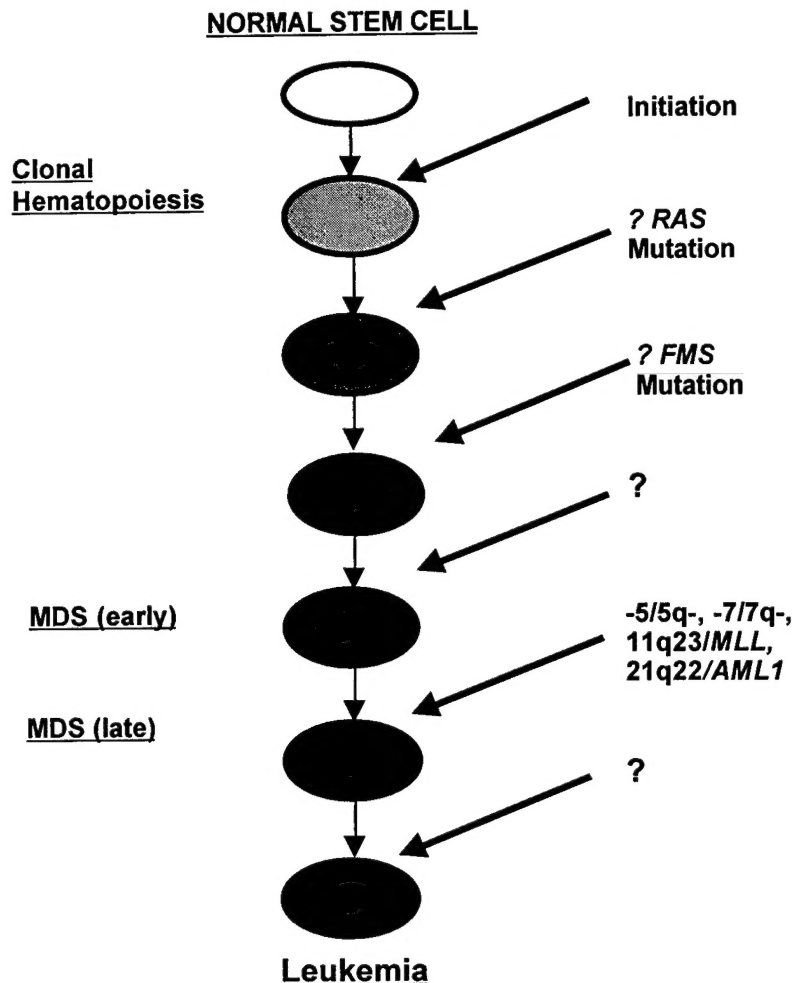 NORMAL STEM CELL
Initiation
Clonal
Hematopoiesis
? RAS
Mutation
? FMS
Mutation
?
MDS (early)
-5/5q-, -7/7q-,
11q23/MLL,
21q22/AML1
MDS (late)
?
Leukemia